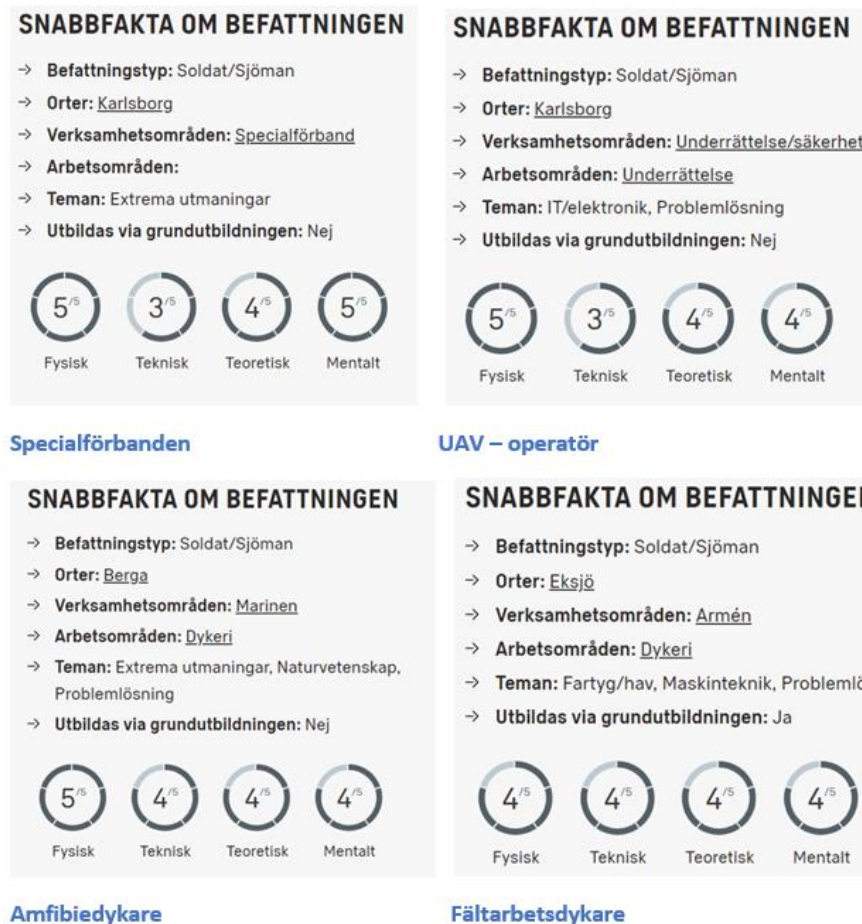 SNABBFAKTA OM BEFATTNINGEN
→ Befattningstyp: Soldat/Sjöman
→ Orter: Karlsborg
→ Verksamhetsområden: Specialförband
→ Arbetsområden:
→ Teman: Extrema utmaningar
→ Utbildas via grundutbildningen: Nej
5/5 3/5 4/5 5/5
Fysisk Teknisk Teoretisk Mentalt
Specialförbanden
SNABBFAKTA OM BEFATTNINGEN
→ Befattningstyp: Soldat/Sjöman
→ Orter: Karlsborg
→ Verksamhetsområden: Underrättelse/säkerhet
→ Arbetsområden: Underrättelse
→ Teman: IT/elektronik, Problemlösning
→ Utbildas via grundutbildningen: Nej
5/5 3/5 4/5 4/5
Fysisk Teknisk Teoretisk Mentalt
UAV – operatör
SNABBFAKTA OM BEFATTNINGEN
→ Befattningstyp: Soldat/Sjöman
→ Orter: Berga
→ Verksamhetsområden: Marinen
→ Arbetsområden: Dykeri
→ Teman: Extrema utmaningar, Naturvetenskap,
Problemlösning
→ Utbildas via grundutbildningen: Nej
5/5 4/5 4/5 4/5
Fysisk Teknisk Teoretisk Mentalt
Amfibiedykare
SNABBFAKTA OM BEFATTNINGEN
→ Befattningstyp: Soldat/Sjöman
→ Orter: Eksjö
→ Verksamhetsområden: Armén
→ Arbetsområden: Dykeri
→ Teman: Fartyg/hav, Maskinteknik, Problemlö
→ Utbildas via grundutbildningen: Ja
4/5 4/5 4/5 4/5
Fysisk Teknisk Teoretisk Mentalt
Fältarbetsdykare